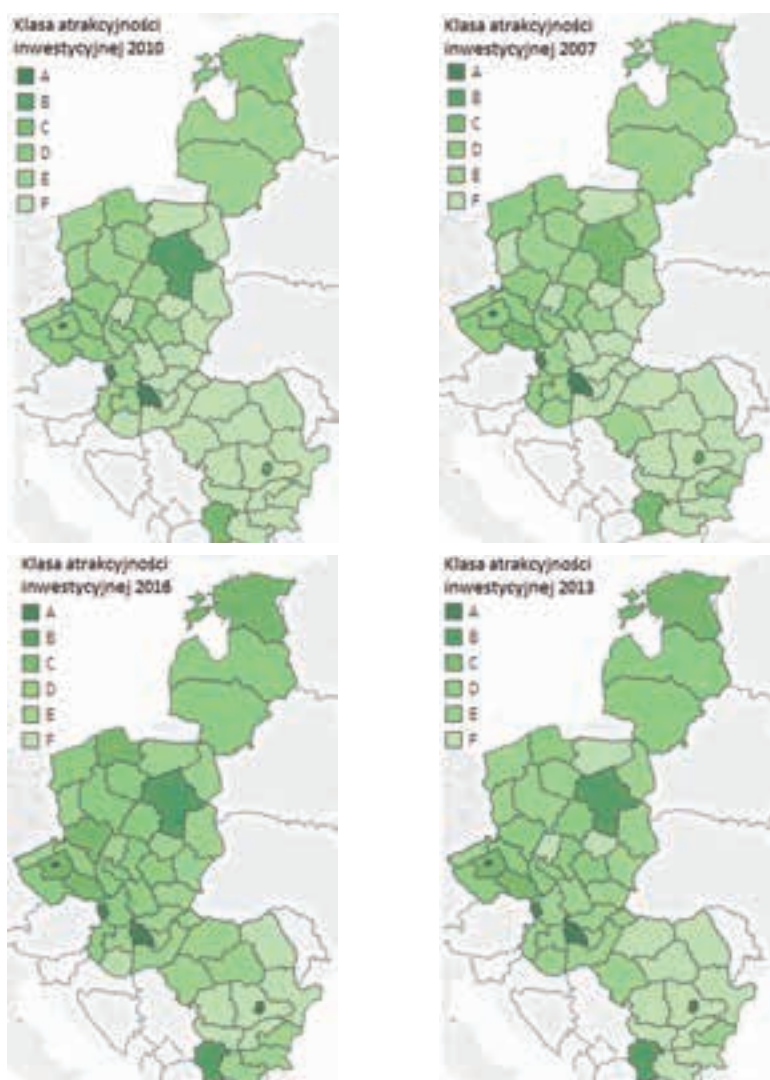 Klasa atrakcyjności
inwestycyjnej 2010
A
B
C
D
E
F
Klasa atrakcyjności
inwestycyjnej 2007
A
B
C
D
E
F
Klasa atrakcyjności
inwestycyjnej 2016
A
B
C
D
E
F
Klasa atrakcyjności
inwestycyjnej 2013
A
B
C
D
E
F